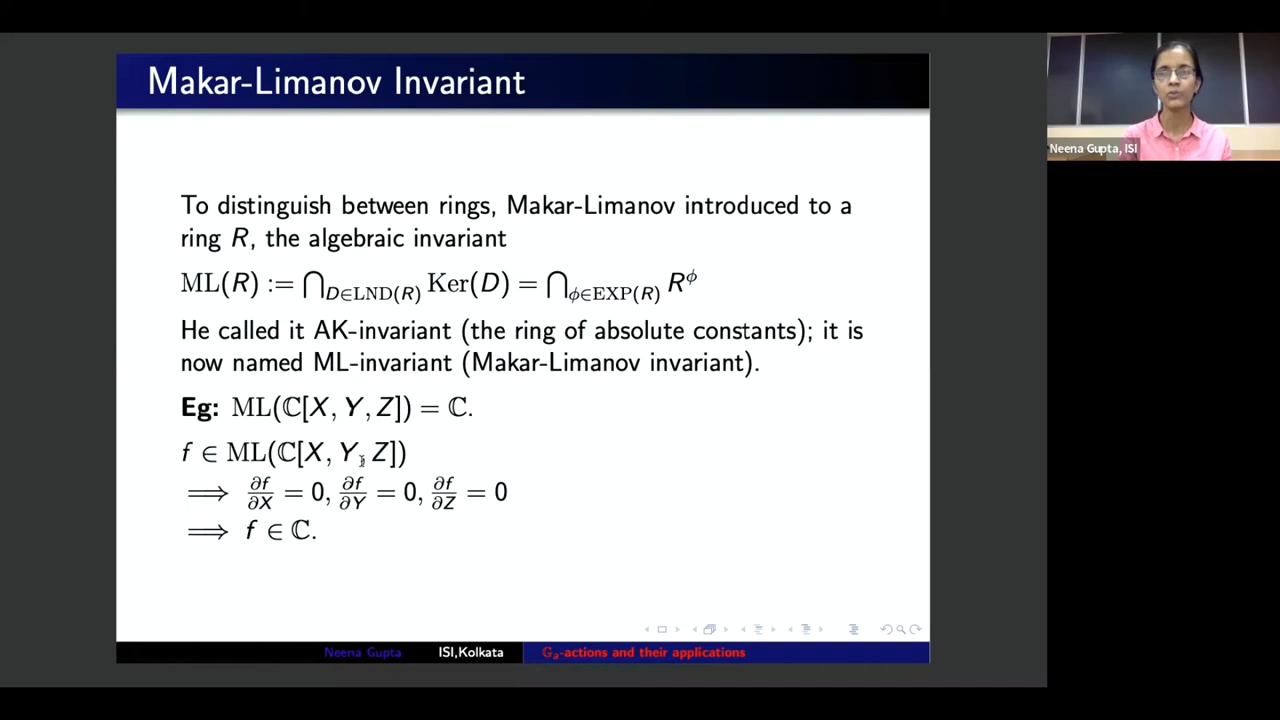 Makar-Limanov Invariant
Neena Gupta, ISI
To distinguish between rings, Makar-Limanov introduced to a
ring R, the algebraic invariant
ML(R) := ⋂_{D∈LND(R)} Ker(D) = ⋂_{ϕ∈EXP(R)} R^ϕ
He called it AK-invariant (the ring of absolute constants); it is
now named ML-invariant (Makar-Limanov invariant).
Eg: ML(ℂ[X, Y, Z]) = ℂ.
f ∈ ML(ℂ[X, Y, Z])
⟹ ∂f/∂X = 0, ∂f/∂Y = 0, ∂f/∂Z = 0
⟹ f ∈ ℂ.
Neena Gupta ISI,Kolkata 𝔾ₐ-actions and their applications